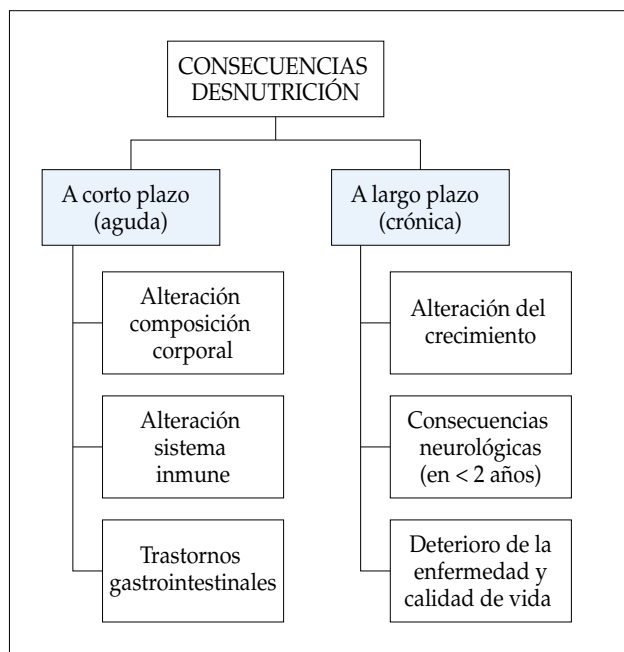 CONSECUENCIAS
DESNUTRICIÓN
A corto plazo
(aguda)
Alteración
composición
corporal
Alteración
sistema
inmune
Trastornos
gastrointestinales
A largo plazo
(crónica)
Alteración del
crecimiento
Consecuencias
neurológicas
(en < 2 años)
Deterioro de la
enfermedad y
calidad de vida